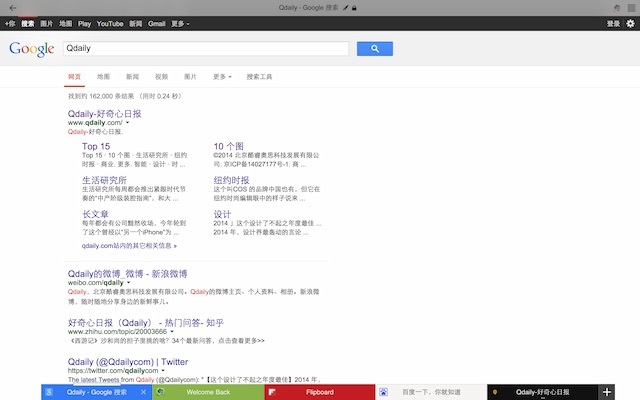 Qdaily - Google 搜索
+你 搜索 图片 地图 Play YouTube 新闻 Gmail 更多 登录
Google Qdaily
网页 地图 新闻 视频 图片 更多 搜索工具
找到约 162,000 条结果 （用时 0.24 秒）
Qdaily-好奇心日报
www.qdaily.com/
Qdaily-好奇心日报.
Top 15
Top 15 · 10 个图 · 生活研究所 · 纽约
时报 · 商业. 更多. 智能 · 设计 · 时 ...
10 个图
©2014 北京酷睿奥思科技发展有限公
司. 京ICP备14027177号-1. 商 ...
生活研究所
生活研究所每周都会推出紧跟时代节
奏的“中产阶级装腔指南”，和大 ...
纽约时报
这个叫COS 的品牌中国也有，但它在
纽约时尚编辑眼中的样子说来 ...
长文章
每年都会有公司黯然收场，今年轮到
了这个曾经以“另一个iPhone”为 ...
设计
2014 」这个设计了不起之年度最佳 ...
2014 年，设计界最轰动的言论 ...
qdaily.com站内的其它相关信息 »
Qdaily的微博_微博 - 新浪微博
weibo.com/qdaily
Qdaily，北京酷睿奥思科技发展有限公司。Qdaily的微博主页、个人资料、相册。新浪微
博，随时随地分享身边的新鲜事儿。
好奇心日报（Qdaily） - 热门问答- 知乎
www.zhihu.com/topic/20003666
《西游记》沙和尚的担子里挑的啥？34个最新回答，点击查看更多>>
Qdaily (@Qdailycom) | Twitter
https://twitter.com/qdailycom
The latest Tweets from Qdaily (@Qdailycom): "【这个设计了不起之年度最佳】2014 年，
Qdaily - Google 搜索 Welcome Back Flipboard 百度一下，你就知道 Qdaily-好奇心日报